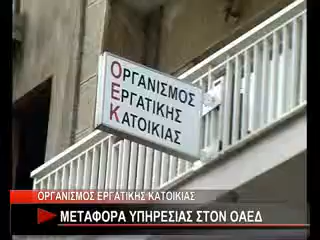 ΟΡΓΑΝΙΣΜΟΣ
ΕΡΓΑΤΙΚΗΣ
ΚΑΤΟΙΚΙΑΣ
ΟΡΓΑΝΙΣΜΟΣ ΕΡΓΑΤΙΚΗΣ ΚΑΤΟΙΚΙΑΣ
ΜΕΤΑΦΟΡΑ ΥΠΗΡΕΣΙΑΣ ΣΤΟΝ ΟΑΕΔ